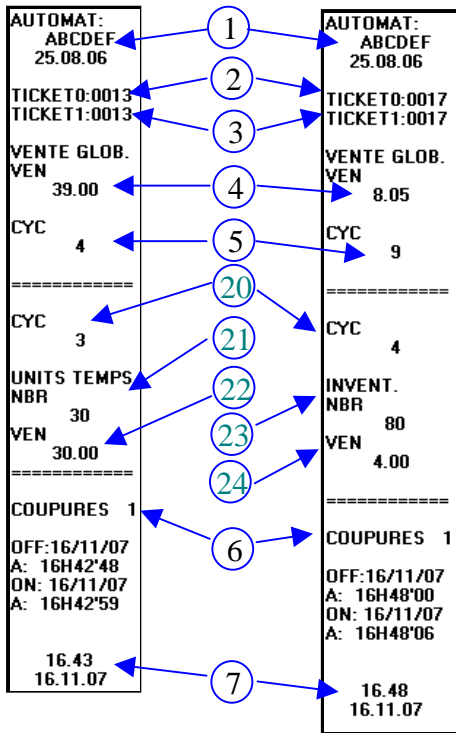 AUTOMAT:
ABCDEF
25.08.06
TICKET0:0013
TICKET1:0013
VENTE GLOB.
VEN
39.00
CYC
4
============
CYC
3
UNITS TEMPS
NBR
30
VEN
30.00
============
COUPURES 1
OFF:16/11/07
A: 16H42'48
ON: 16/11/07
A: 16H42'59
16.43
16.11.07
1
2
3
4
5
20
21
22
23
24
6
7
AUTOMAT:
ABCDEF
25.08.06
TICKET0:0017
TICKET1:0017
VENTE GLOB.
VEN
8.05
CYC
9
============
CYC
4
INVENT.
NBR
80
VEN
4.00
============
COUPURES 1
OFF:16/11/07
A: 16H48'00
ON: 16/11/07
A: 16H48'06
16.48
16.11.07